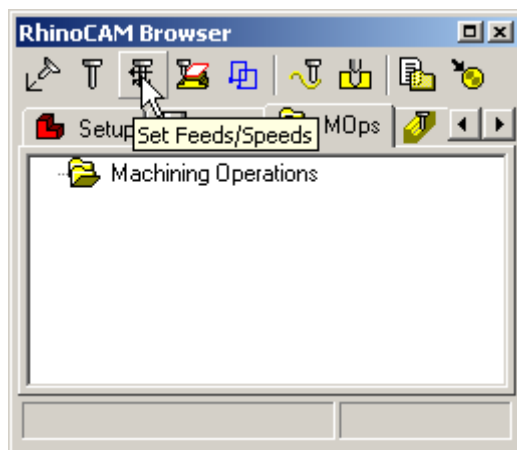 RhinoCAM Browser
Setup
Set Feeds/Speeds
MOps
Machining Operations